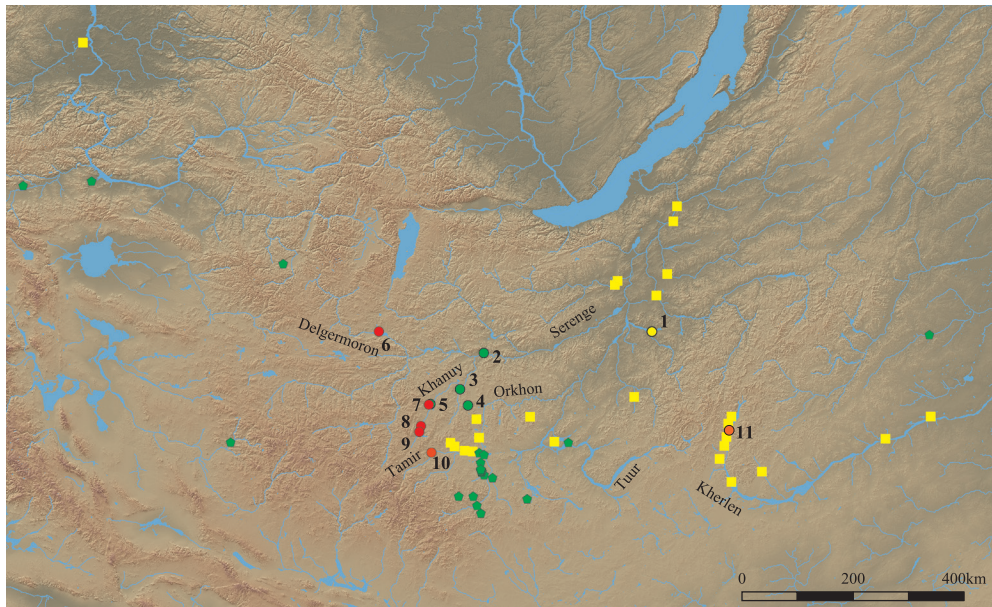 1
Serenge
Delgermoron
6
2
Khanuy
3
Orkhon
7
5
4
8
9
11
Tamir
10
Tuur
Kherlen
0
200
400km